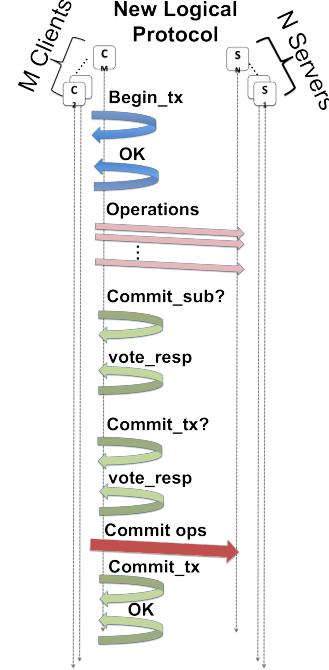 New Logical
Protocol
M Clients
N Servers
C
M
C
2
S
N
S
1
Begin_tx
OK
Operations
Commit_sub?
vote_resp
Commit_tx?
vote_resp
Commit ops
Commit_tx
OK